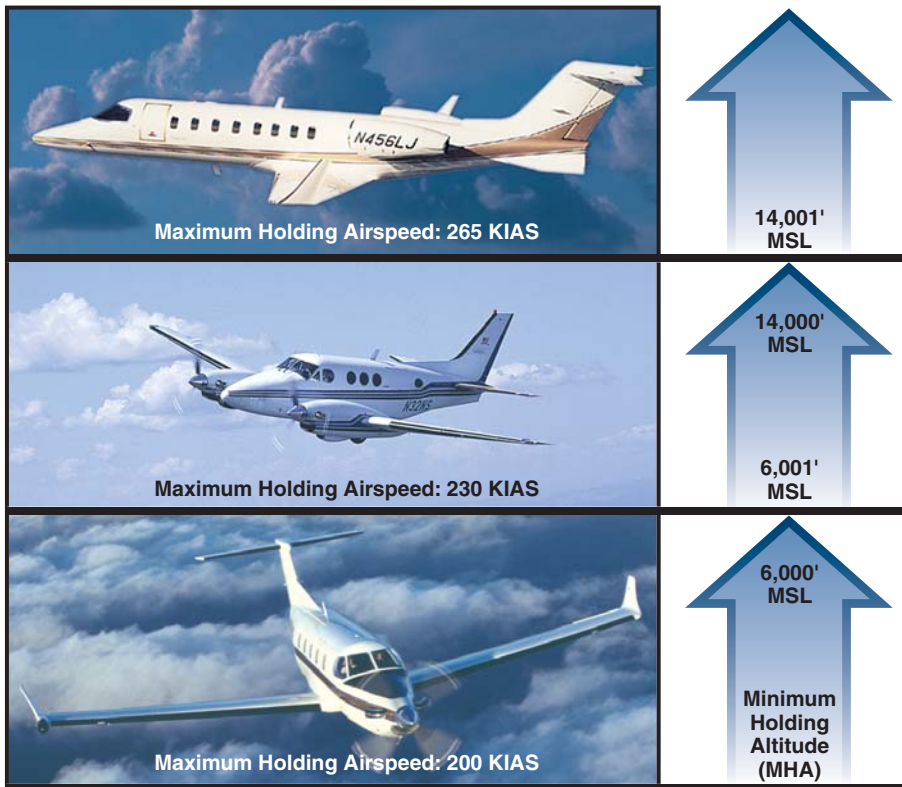 N456LJ
Maximum Holding Airspeed: 265 KIAS
14,001'
MSL
N32NS
Maximum Holding Airspeed: 230 KIAS
14,000'
MSL
6,001'
MSL
Maximum Holding Airspeed: 200 KIAS
6,000'
MSL
Minimum
Holding
Altitude
(MHA)